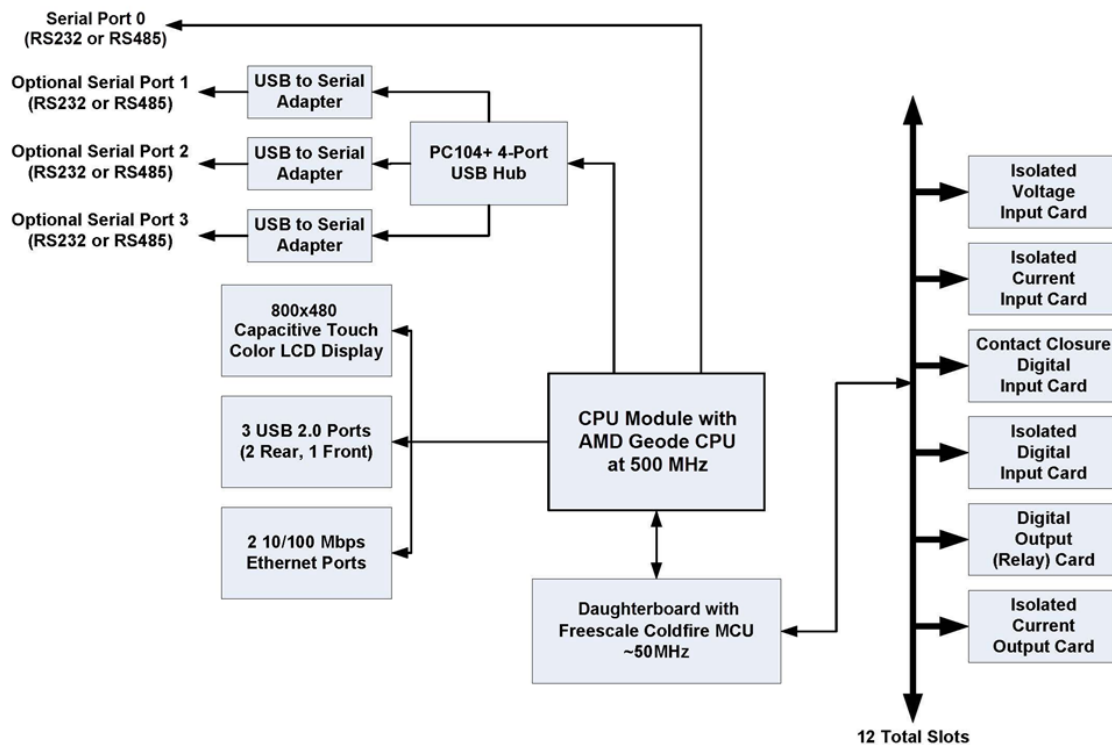 Serial Port 0
(RS232 or RS485)
Optional Serial Port 1
(RS232 or RS485)
USB to Serial
Adapter
Optional Serial Port 2
(RS232 or RS485)
USB to Serial
Adapter
PC104+ 4-Port
USB Hub
Optional Serial Port 3
(RS232 or RS485)
USB to Serial
Adapter
800x480
Capacitive Touch
Color LCD Display
3 USB 2.0 Ports
(2 Rear, 1 Front)
2 10/100 Mbps
Ethernet Ports
CPU Module with
AMD Geode CPU
at 500 MHz
Daughterboard with
Freescale Coldfire MCU
~50MHz
Isolated
Voltage
Input Card
Isolated
Current
Input Card
Contact Closure
Digital
Input Card
Isolated
Digital
Input Card
Digital
Output
(Relay) Card
Isolated
Current
Output Card
12 Total Slots